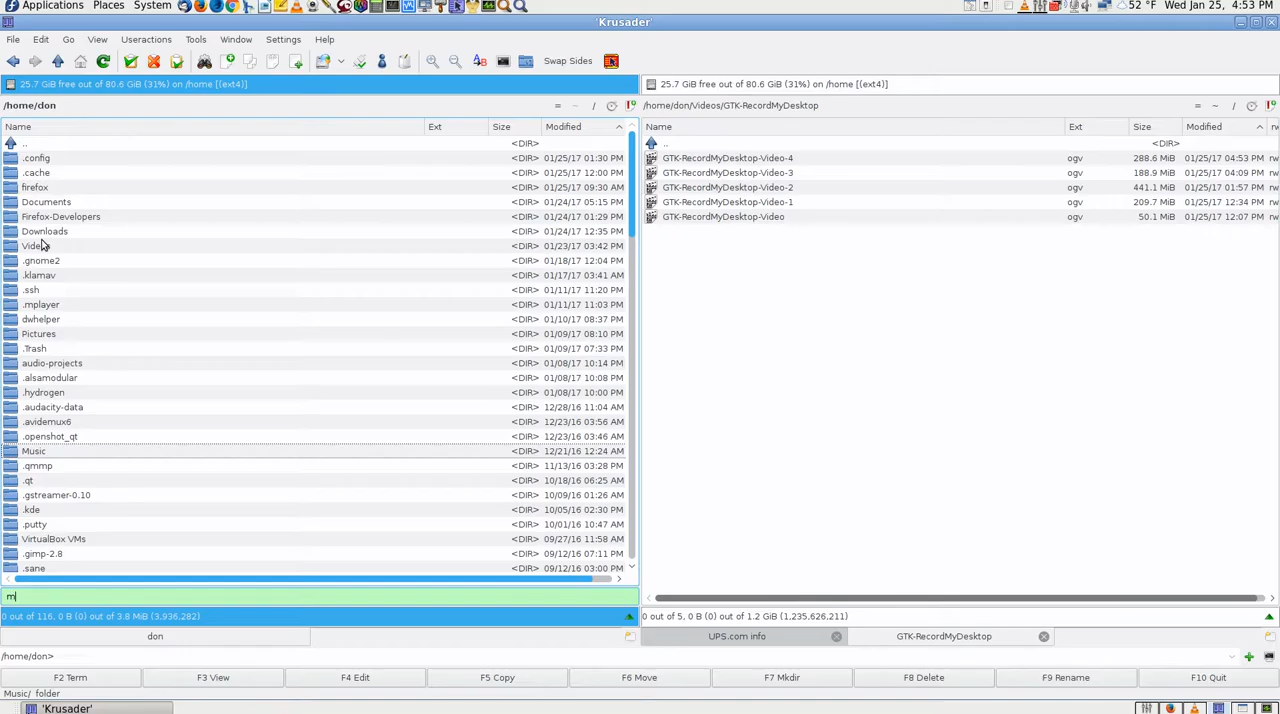 Applications Places System 52 °F Wed Jan 25, 4:53 PM
'Krusader'
File Edit Go View Useractions Tools Window Settings Help
Swap Sides
25.7 GiB free out of 80.6 GiB (31%) on /home [(ext4)] 25.7 GiB free out of 80.6 GiB (31%) on /home [(ext4)]
/home/don = ~ / /home/don/Videos/GTK-RecordMyDesktop = ~ /
Name Ext Size Modified Name Ext Size Modified
.. <DIR> .. <DIR>
.config <DIR> 01/25/17 01:30 PM GTK-RecordMyDesktop-Video-4 ogv 288.6 MiB 01/25/17 04:53 PM rw
.cache <DIR> 01/25/17 12:00 PM GTK-RecordMyDesktop-Video-3 ogv 188.9 MiB 01/25/17 04:09 PM rw
firefox <DIR> 01/25/17 09:30 AM GTK-RecordMyDesktop-Video-2 ogv 441.1 MiB 01/25/17 01:57 PM rw
Documents <DIR> 01/24/17 05:15 PM GTK-RecordMyDesktop-Video-1 ogv 209.7 MiB 01/25/17 12:34 PM rw
Firefox-Developers <DIR> 01/24/17 01:29 PM GTK-RecordMyDesktop-Video ogv 50.1 MiB 01/25/17 12:07 PM rw
Downloads <DIR> 01/24/17 12:35 PM
Videos <DIR> 01/23/17 03:42 PM
.gnome2 <DIR> 01/18/17 12:04 PM
.klamav <DIR> 01/17/17 03:41 AM
.ssh <DIR> 01/11/17 11:20 PM
.mplayer <DIR> 01/11/17 11:03 PM
dwhelper <DIR> 01/10/17 08:37 PM
Pictures <DIR> 01/09/17 08:10 PM
.Trash <DIR> 01/09/17 07:33 PM
audio-projects <DIR> 01/08/17 10:14 PM
.alsamodular <DIR> 01/08/17 10:08 PM
.hydrogen <DIR> 01/08/17 10:00 PM
.audacity-data <DIR> 12/28/16 11:04 AM
.avidemux6 <DIR> 12/23/16 03:56 AM
.openshot_qt <DIR> 12/23/16 03:46 AM
Music <DIR> 12/21/16 12:24 AM
.qmmp <DIR> 11/13/16 03:28 PM
.qt <DIR> 10/18/16 06:25 AM
.gstreamer-0.10 <DIR> 10/09/16 01:26 AM
.kde <DIR> 10/05/16 02:30 PM
.putty <DIR> 10/01/16 10:47 AM
VirtualBox VMs <DIR> 09/27/16 11:58 AM
.gimp-2.8 <DIR> 09/12/16 07:11 PM
.sane <DIR> 09/12/16 03:00 PM
m
0 out of 116, 0 B (0) out of 3.8 MiB (3,936,282) 0 out of 5, 0 B (0) out of 1.2 GiB (1,235,626,211)
don UPS.com info GTK-RecordMyDesktop
/home/don>
F2 Term F3 View F4 Edit F5 Copy F6 Move F7 Mkdir F8 Delete F9 Rename F10 Quit
Music/ folder
'Krusader'